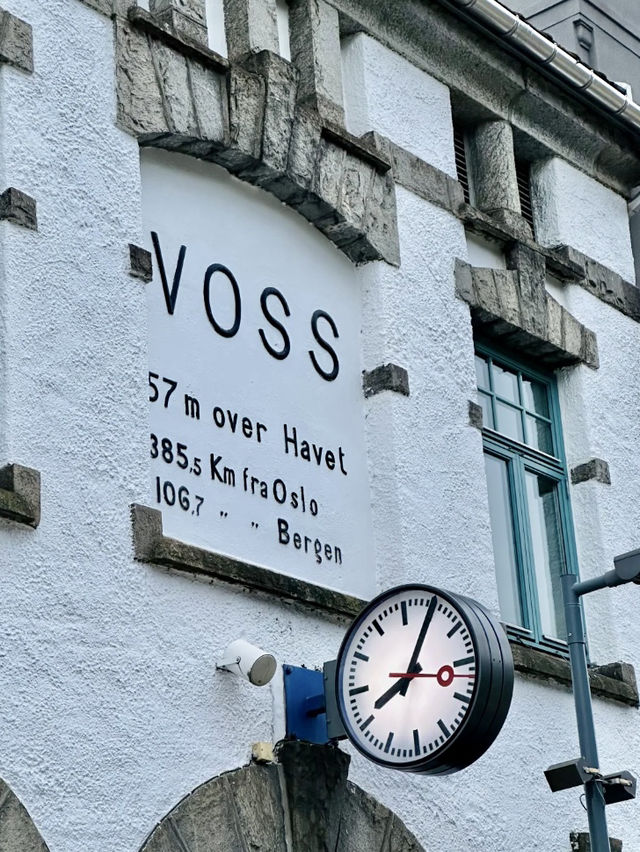 VOSS
57 m over Havet
385,5 Km fra Oslo
106,7 " " Bergen